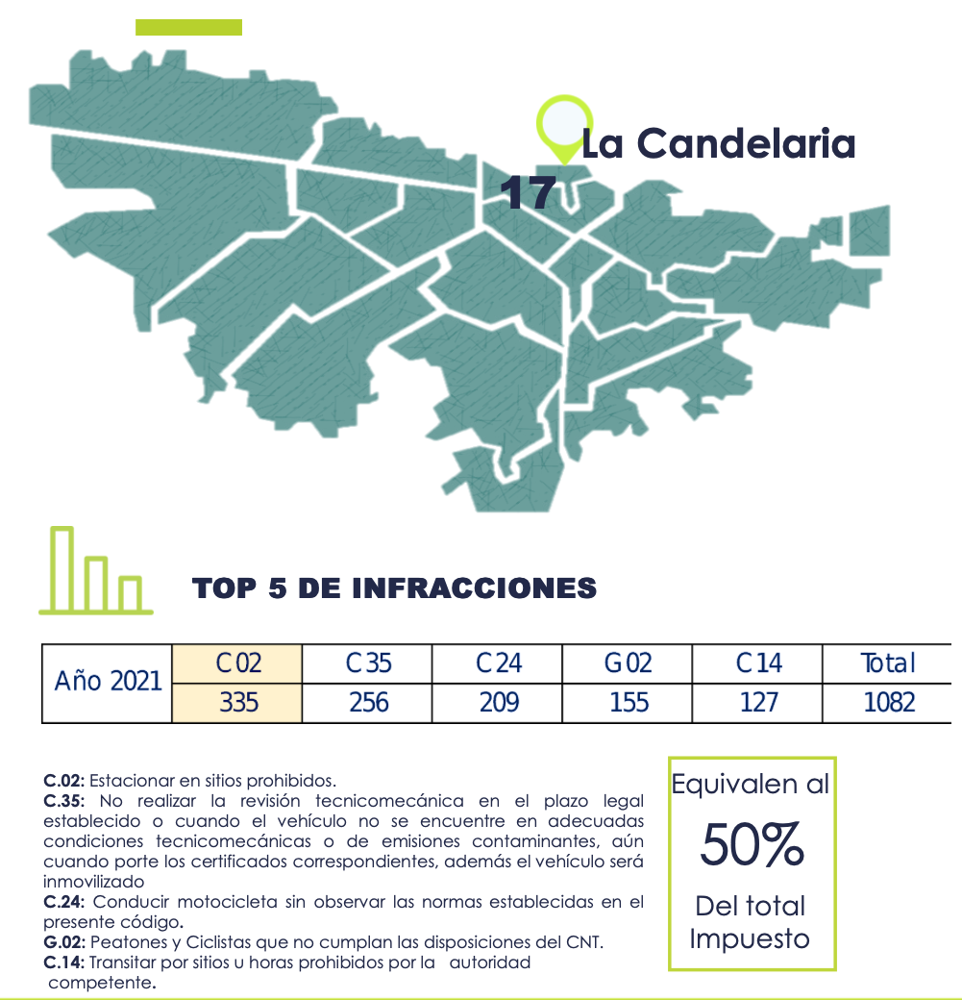 La Candelaria
17
TOP 5 DE INFRACCIONES
Año 2021 C02 C35 C24 G02 C14 Total
335 256 209 155 127 1082
C.02: Estacionar en sitios prohibidos.
C.35: No realizar la revisión tecnicomecánica en el plazo legal
establecido o cuando el vehículo no se encuentre en adecuadas
condiciones tecnicomecánicas o de emisiones contaminantes, aún
cuando porte los certificados correspondientes, además el vehículo será
inmovilizado
C.24: Conducir motocicleta sin observar las normas establecidas en el
presente código.
G.02: Peatones y Ciclistas que no cumplan las disposiciones del CNT.
C.14: Transitar por sitios u horas prohibidos por la autoridad
competente.
Equivalen al
50%
Del total
Impuesto